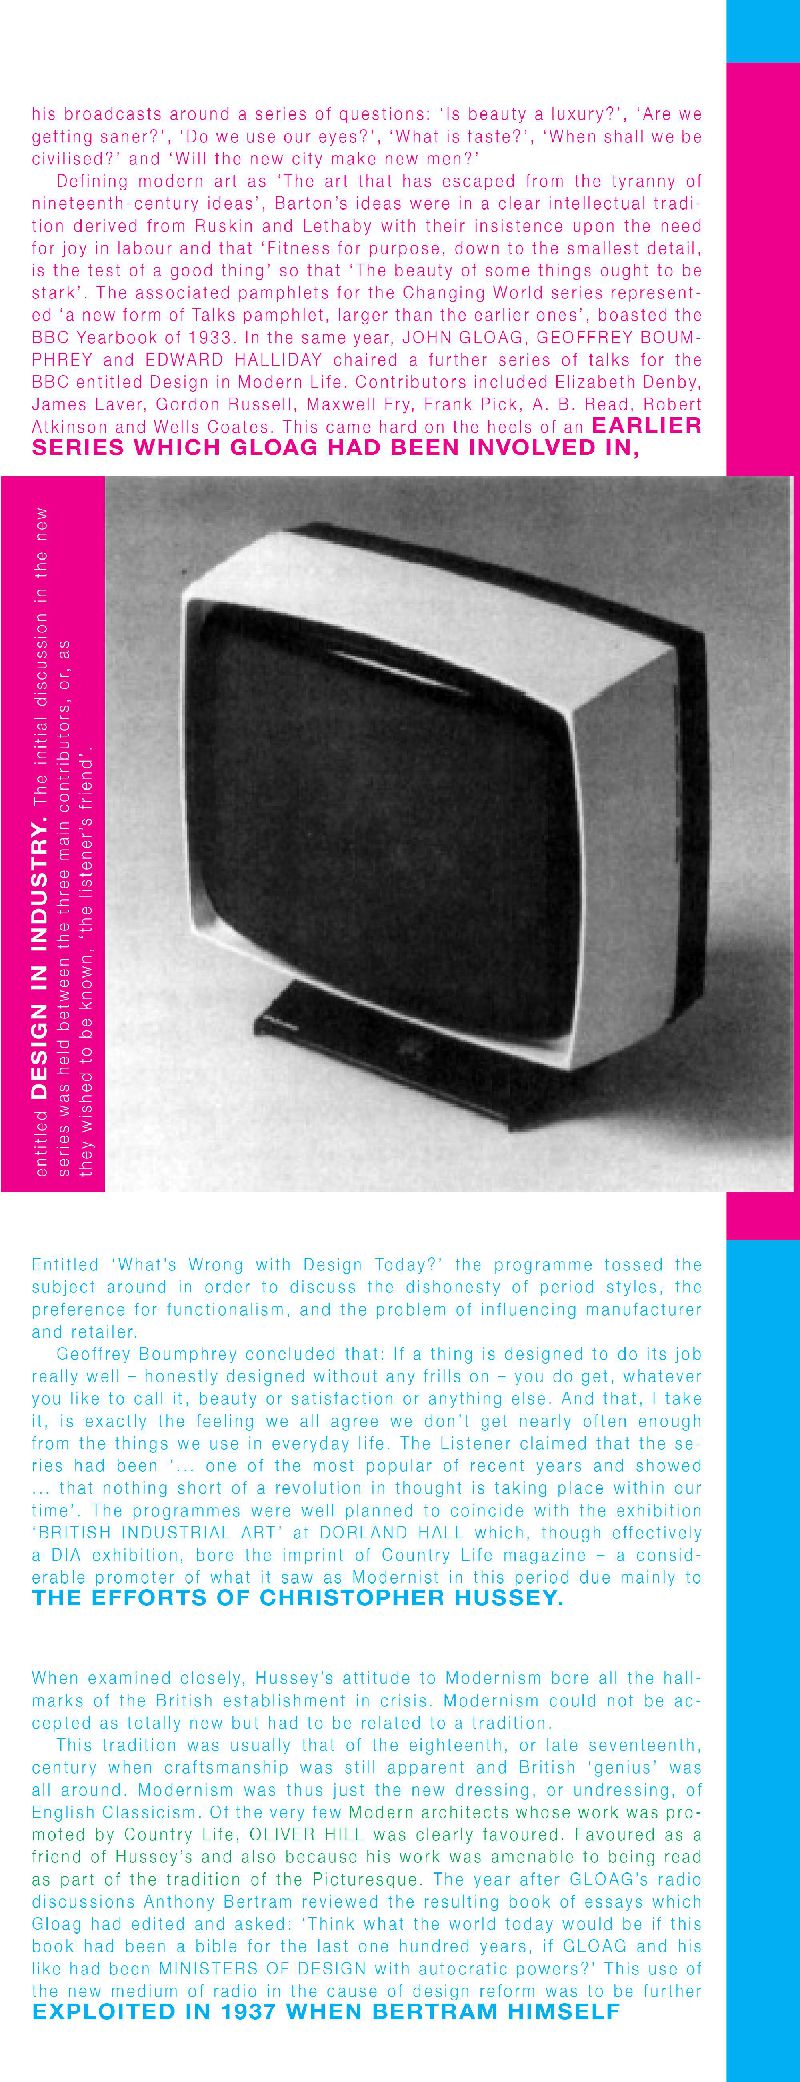 his broadcasts around a series of questions: ‘Is beauty a luxury?’, ‘Are we
getting saner?’, ‘Do we use our eyes?’, ‘What is taste?’, ‘When shall we be
civilised?’ and ‘Will the new city make new men?’
Defining modern art as ‘The art that has escaped from the tyranny of
nineteenth-century ideas’, Barton’s ideas were in a clear intellectual tradi-
tion derived from Ruskin and Lethaby with their insistence upon the need
for joy in labour and that ‘Fitness for purpose, down to the smallest detail,
is the test of a good thing’ so that ‘The beauty of some things ought to be
stark’. The associated pamphlets for the Changing World series represent-
ed ‘a new form of Talks pamphlet, larger than the earlier ones’, boasted the
BBC Yearbook of 1933. In the same year, JOHN GLOAG, GEOFFREY BOUM-
PHREY and EDWARD HALLIDAY chaired a further series of talks for the
BBC entitled Design in Modern Life. Contributors included Elizabeth Denby,
James Laver, Gordon Russell, Maxwell Fry, Frank Pick, A. B. Read, Robert
Atkinson and Wells Coates. This came hard on the heels of an EARLIER
SERIES WHICH GLOAG HAD BEEN INVOLVED IN,
entitled DESIGN IN INDUSTRY. The initial discussion in the new
series was held between the three main contributors, or, as
they wished to be known, ‘the listener’s friend’.
Entitled ‘What’s Wrong with Design Today?’ the programme tossed the
subject around in order to discuss the dishonesty of period styles, the
preference for functionalism, and the problem of influencing manufacturer
and retailer.
Geoffrey Boumphrey concluded that: If a thing is designed to do its job
really well – honestly designed without any frills on – you do get, whatever
you like to call it, beauty or satisfaction or anything else. And that, I take
it, is exactly the feeling we all agree we don’t get nearly often enough
from the things we use in everyday life. The Listener claimed that the se-
ries had been ‘... one of the most popular of recent years and showed
... that nothing short of a revolution in thought is taking place within our
time’. The programmes were well planned to coincide with the exhibition
‘BRITISH INDUSTRIAL ART’ at DORLAND HALL which, though effectively
a DIA exhibition, bore the imprint of Country Life magazine – a consid-
erable promoter of what it saw as Modernist in this period due mainly to
THE EFFORTS OF CHRISTOPHER HUSSEY.
When examined closely, Hussey’s attitude to Modernism bore all the hall-
marks of the British establishment in crisis. Modernism could not be ac-
cepted as totally new but had to be related to a tradition.
This tradition was usually that of the eighteenth, or late seventeenth,
century when craftsmanship was still apparent and British ‘genius’ was
all around. Modernism was thus just the new dressing, or undressing, of
English Classicism. Of the very few Modern architects whose work was pro-
moted by Country Life, OLIVER HILL was clearly favoured. Favoured as a
friend of Hussey’s and also because his work was amenable to being read
as part of the tradition of the Picturesque. The year after GLOAG’s radio
discussions Anthony Bertram reviewed the resulting book of essays which
Gloag had edited and asked: ‘Think what the world today would be if this
book had been a bible for the last one hundred years, if GLOAG and his
like had been MINISTERS OF DESIGN with autocratic powers?’ This use of
the new medium of radio in the cause of design reform was to be further
EXPLOITED IN 1937 WHEN BERTRAM HIMSELF